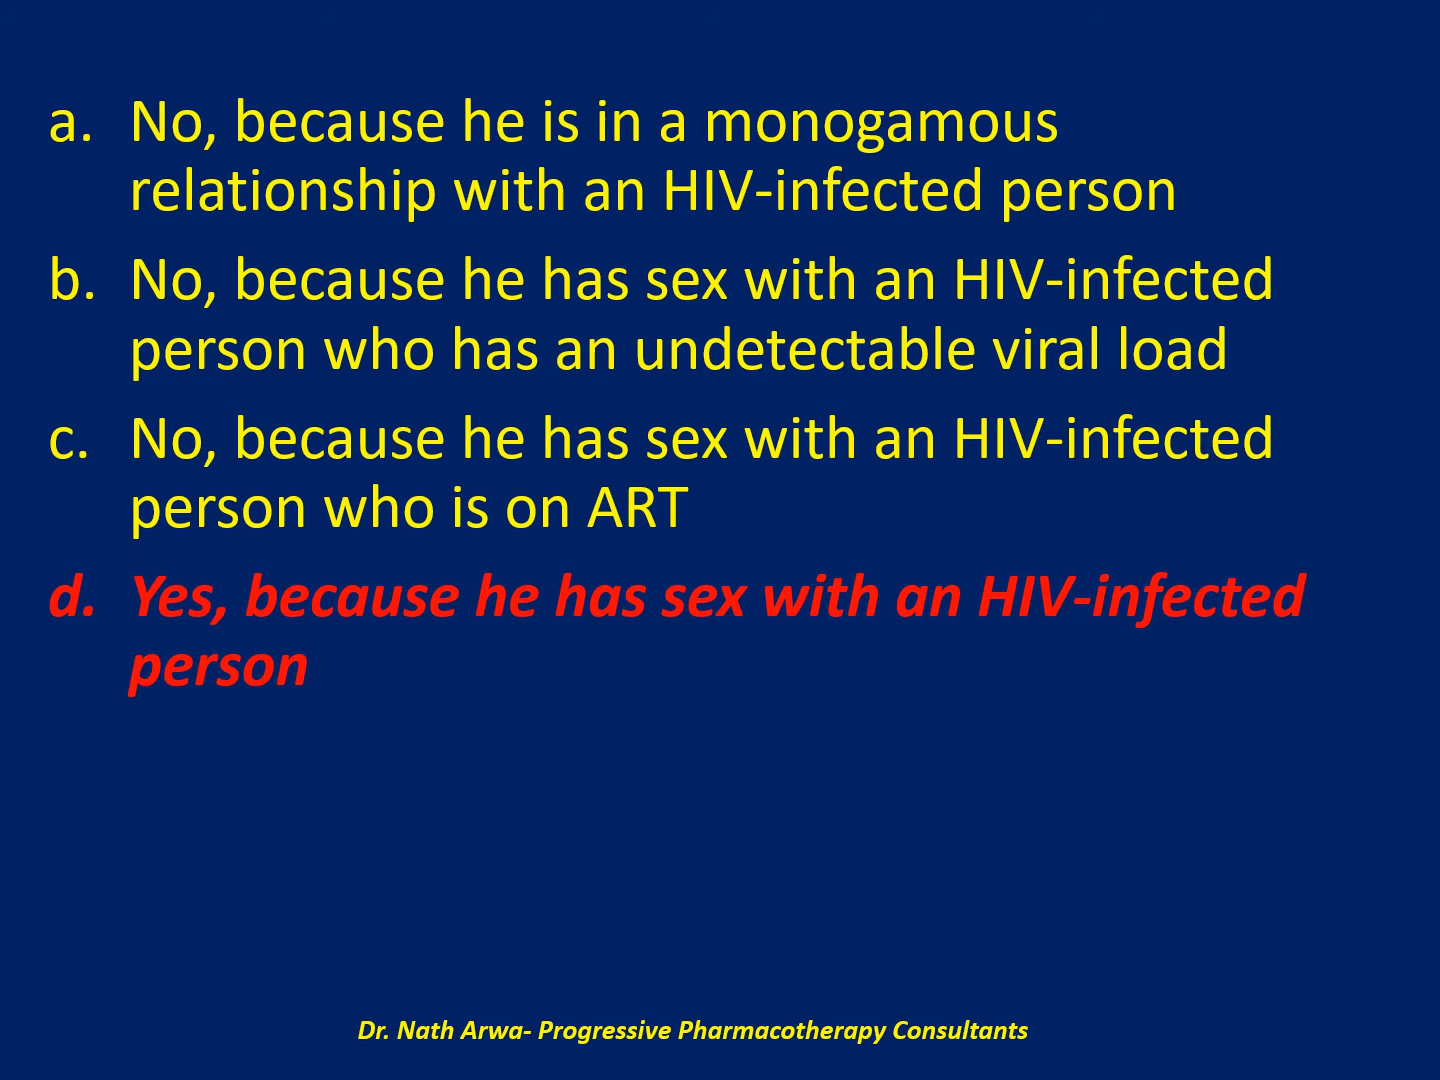 a. No, because he is in a monogamous
relationship with an HIV-infected person
b. No, because he has sex with an HIV-infected
person who has an undetectable viral load
c. No, because he has sex with an HIV-infected
person who is on ART
d. Yes, because he has sex with an HIV-infected
person
Dr. Nath Arwa- Progressive Pharmacotherapy Consultants